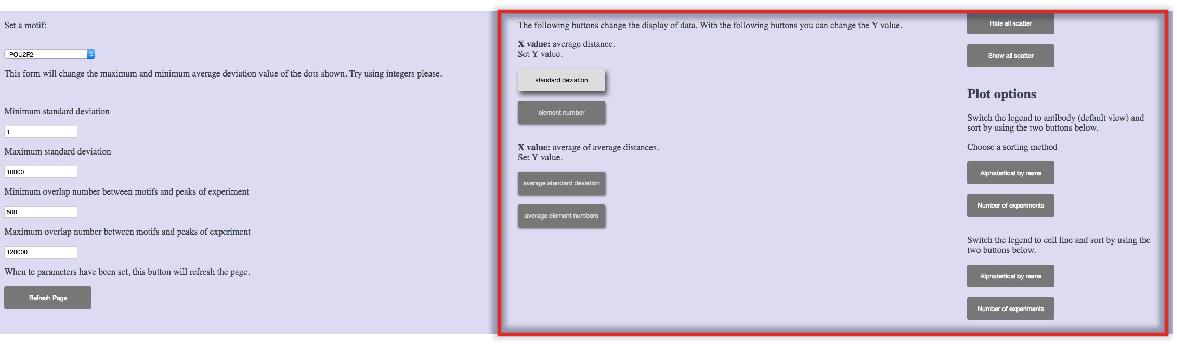 Set a motif:
POU2F2
This form will change the maximum and minimum average deviation value of the dots shown. Try using integers please.
Minimum standard deviation
1
Maximum standard deviation
10000
Minimum overlap number between motifs and peaks of experiment
500
Maximum overlap number between motifs and peaks of experiment
120000
When te parameters have been set, this button will refresh the page.
Refresh Page
The following buttons change the display of data. With the following buttons you can change the Y value.
X value: average distance.
Set Y value.
standard deviation
element number
X value: average of average distances.
Set Y value.
average standard deviation
average element numbers
Hide all scatter
Show all scatter
Plot options
Switch the legend to antibody (default view) and
sort by using the two buttons below.
Choose a sorting method
Alphabetical by name
Number of experiments
Switch the legend to cell line and sort by using the
two buttons below.
Alphabetical by name
Number of experiments